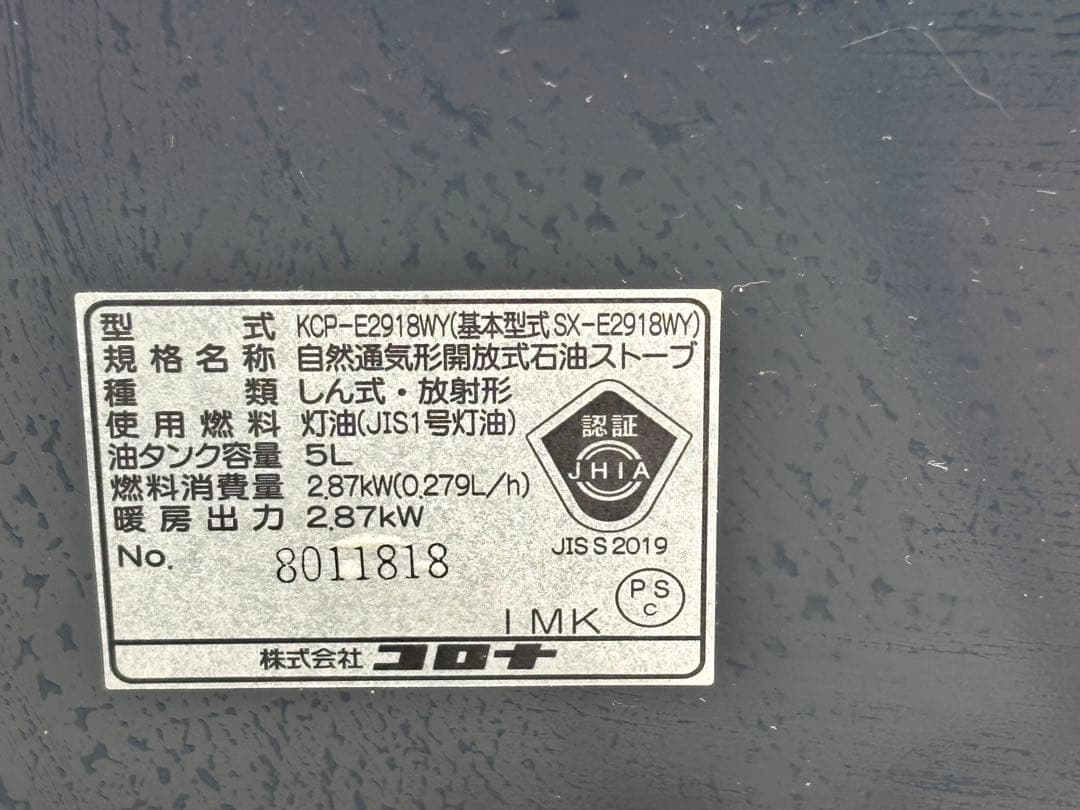 型式 KCP-E2918WY(基本型式 SX-E2918WY)
規格名称 自然通気形開放式石油ストーブ
種類 しん式・放射形
使用燃料 灯油(JIS1号灯油)
油タンク容量 5L
燃料消費量 2.87kW(0.279L/h)
暖房出力 2.87kW
認証
JHIA
JIS S 2019
No. 8011818
IMK
PS
C
株式会社 コロナ